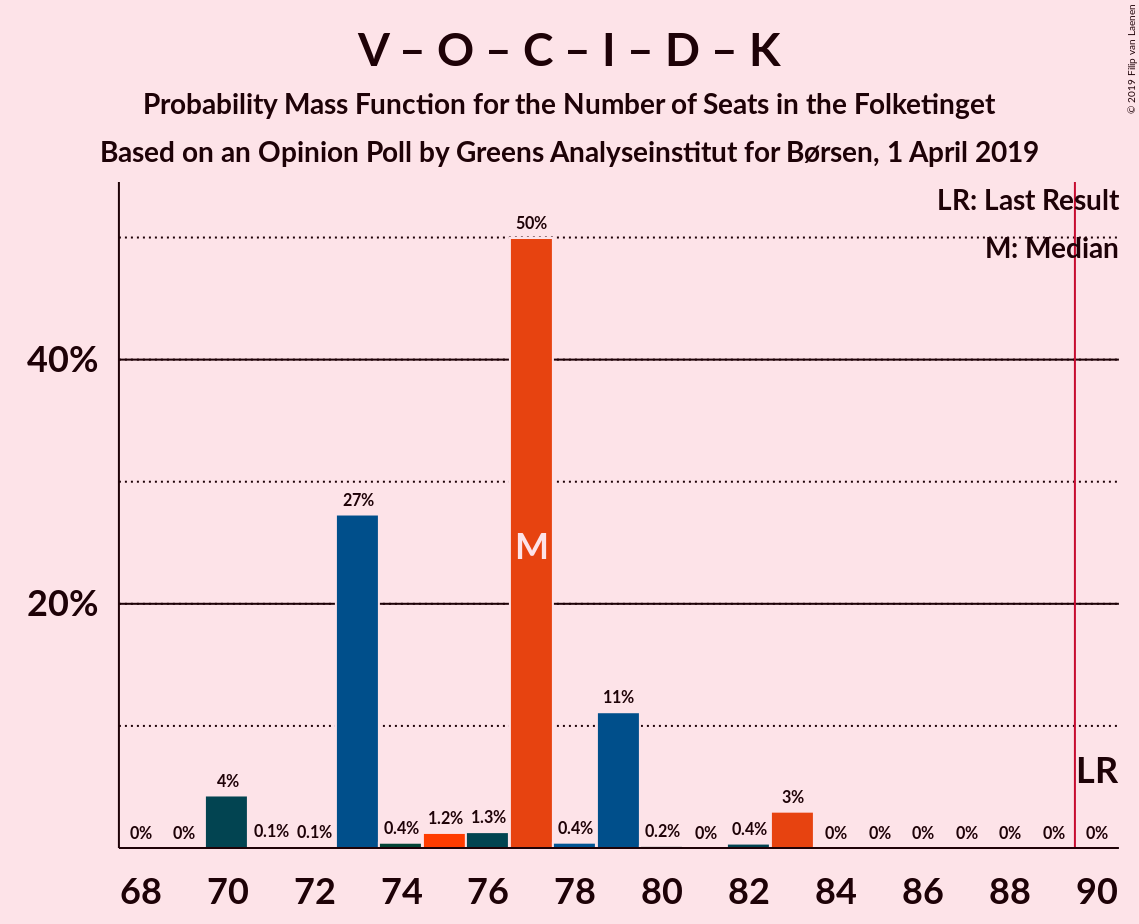 V – O – C – I – D – K
Probability Mass Function for the Number of Seats in the Folketinget
Based on an Opinion Poll by Greens Analyseinstitut for Børsen, 1 April 2019
© 2019 Filip van Laenen
LR: Last Result
M: Median
50%
40%
27%
M
20%
11%
LR
4%
3%
0% 0% 0.1% 0.1% 0.4% 1.2% 1.3% 0.4% 0.2% 0% 0.4% 0% 0% 0% 0% 0% 0% 0%
68 70 72 74 76 78 80 82 84 86 88 90